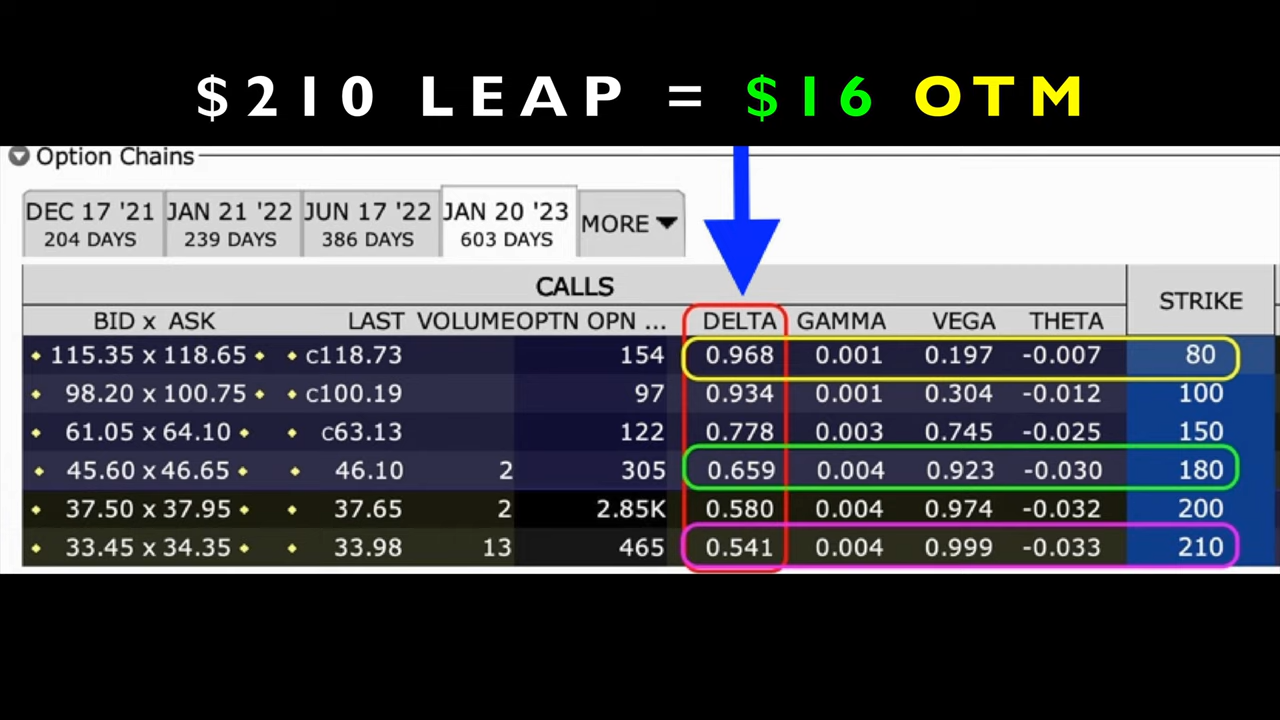 $210 LEAP = $16 OTM
Option Chains
DEC 17 '21 JAN 21 '22 JUN 17 '22 JAN 20 '23 MORE
204 DAYS 239 DAYS 386 DAYS 603 DAYS
CALLS STRIKE
BID x ASK LAST VOLUME OPTN OPN ... DELTA GAMMA VEGA THETA
115.35 x 118.65 c118.73 154 0.968 0.001 0.197 -0.007 80
98.20 x 100.75 c100.19 97 0.934 0.001 0.304 -0.012 100
61.05 x 64.10 c63.13 122 0.778 0.003 0.745 -0.025 150
45.60 x 46.65 46.10 2 305 0.659 0.004 0.923 -0.030 180
37.50 x 37.95 37.65 2 2.85K 0.580 0.004 0.974 -0.032 200
33.45 x 34.35 33.98 13 465 0.541 0.004 0.999 -0.033 210